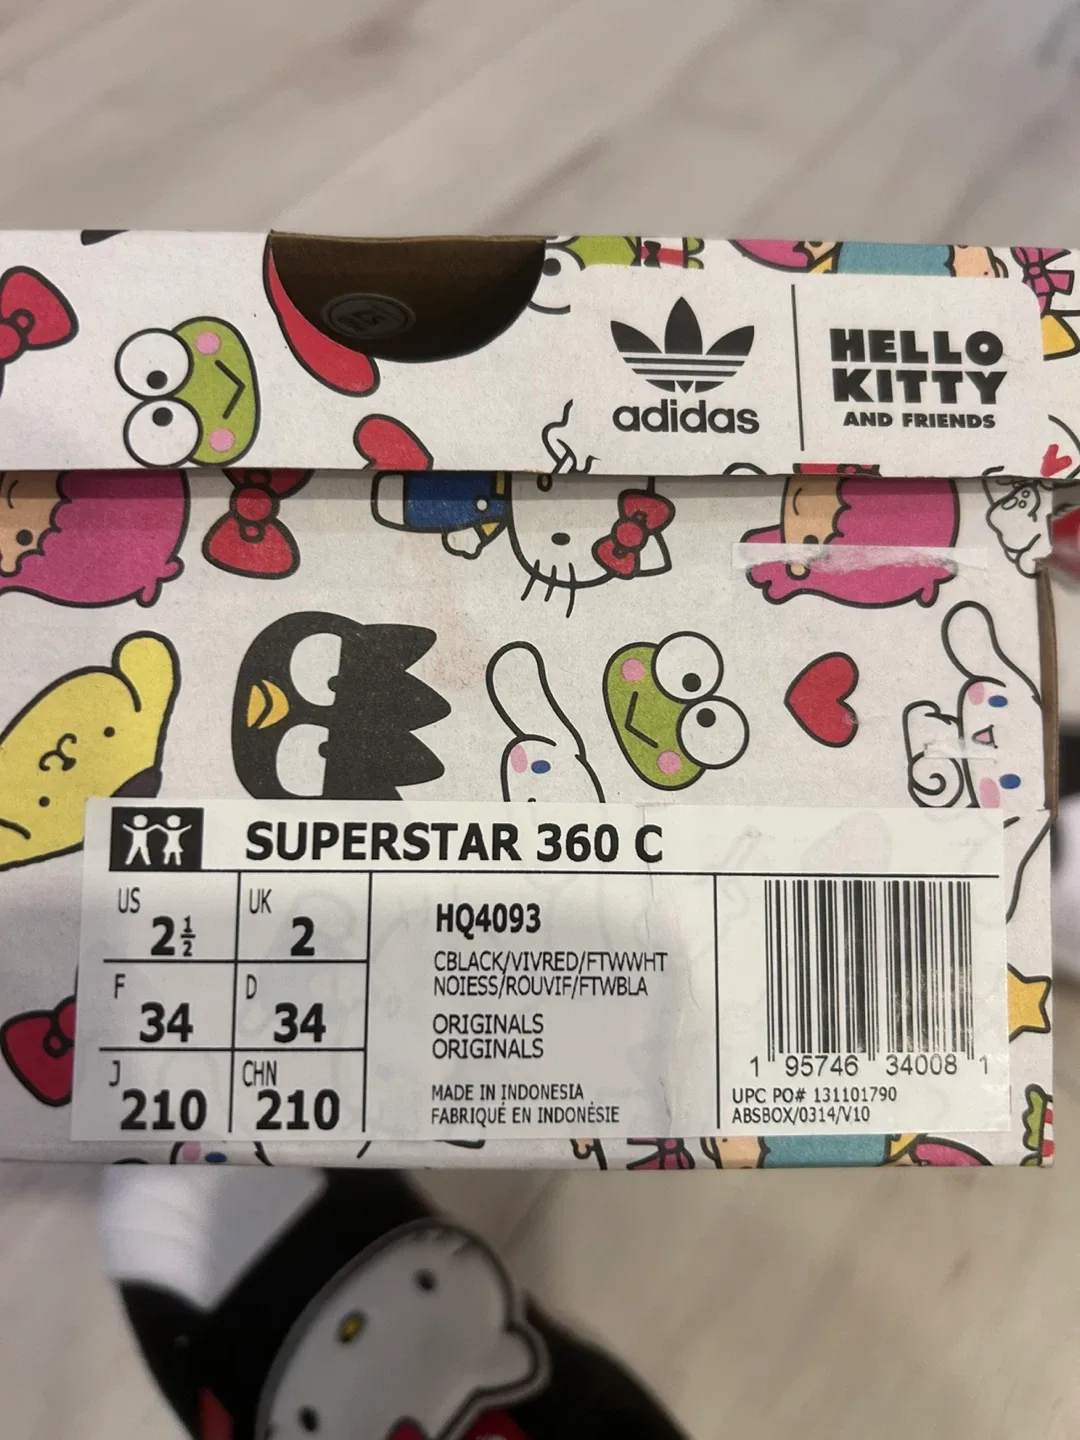 adidas
HELLO
KITTY
AND FRIENDS
SUPERSTAR 360 C
US 2½
UK 2
F 34
D 34
J 210
CHN 210
HQ4093
CBLACK/VIVRED/FTWWHT
NOIESS/ROUVIF/FTWBLA
ORIGINALS
ORIGINALS
MADE IN INDONESIA
FABRIQUÉ EN INDONÉSIE
1 95746 34008 1
UPC PO# 131101790
ABSBOX/0314/V10